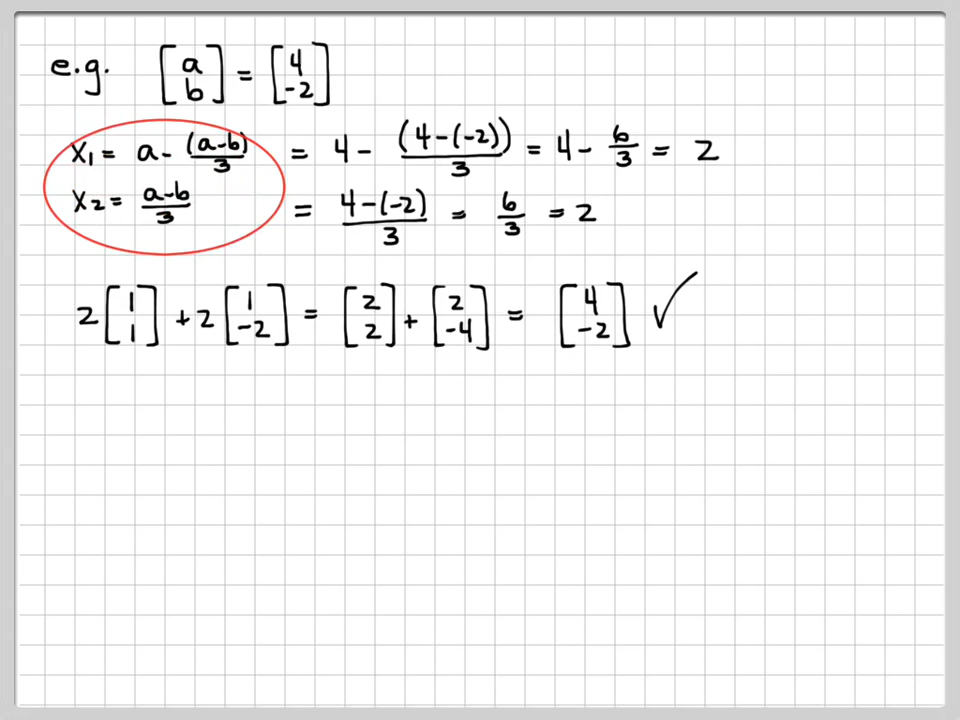 e.g. [a b] = [4 -2]
x₁ = a - (a-b)/3 = 4 - (4-(-2))/3 = 4 - 6/3 = 2
x₂ = a-b/3 = 4-(-2)/3 = 6/3 = 2
2[1 1] + 2[1 -2] = [2 2] + [2 -4] = [4 -2] ✓